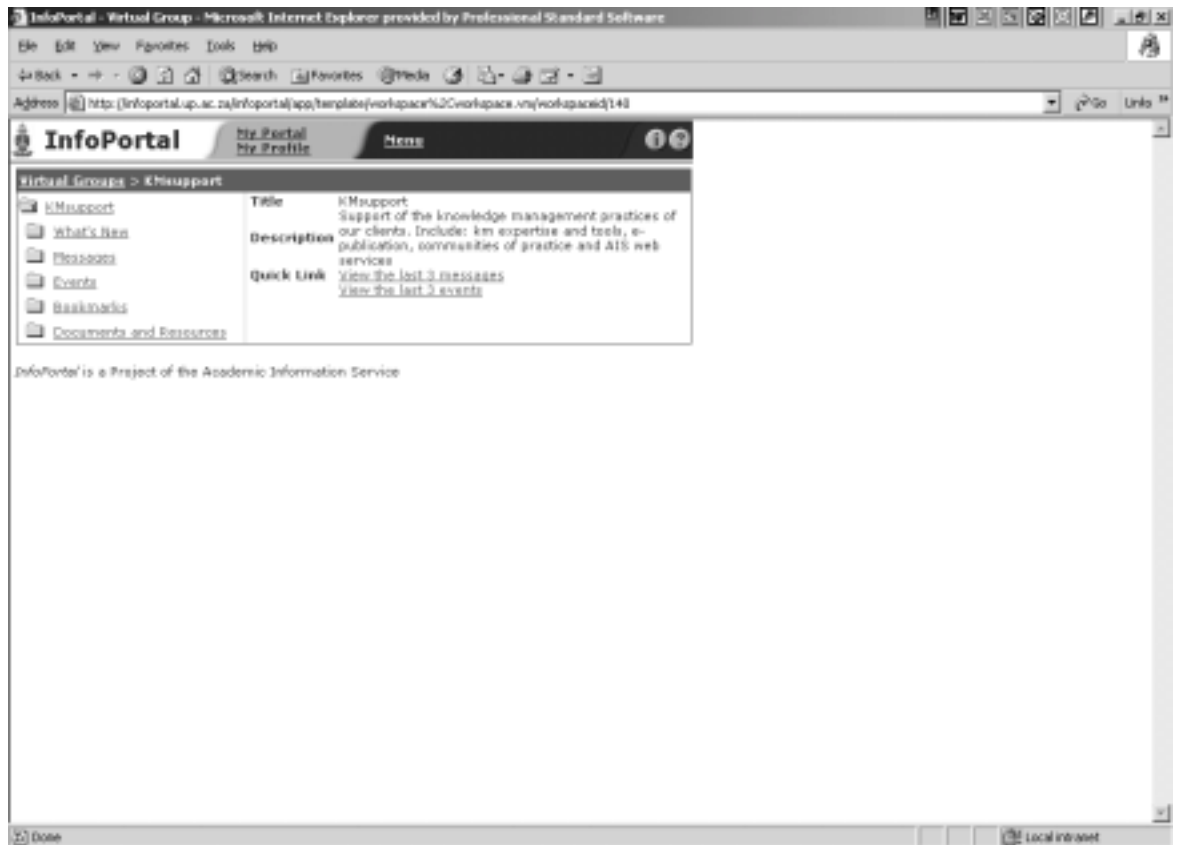 InfoPortal - Virtual Group - Microsoft Internet Explorer provided by Professional Standard Software
File Edit View Favorites Tools Help
Back Search Favorites Media
Address http://infoportal.up.ac.za/infoportal/app/template/workspace%2Cworkspace.vm/workspaceid/140 Go Links »
InfoPortal My Portal Menu
My Profile
Virtual Groups > KMsupport
KMsupport
What's New
Messages
Events
Bookmarks
Documents and Resources
Title KMsupport
Description Support of the knowledge management practices of
our clients. Include: km expertise and tools, e-
publication, communities of practice and AIS web
services
Quick Link View the last 3 messages
View the last 3 events
InfoPortal is a Project of the Academic Information Service
Done Local intranet